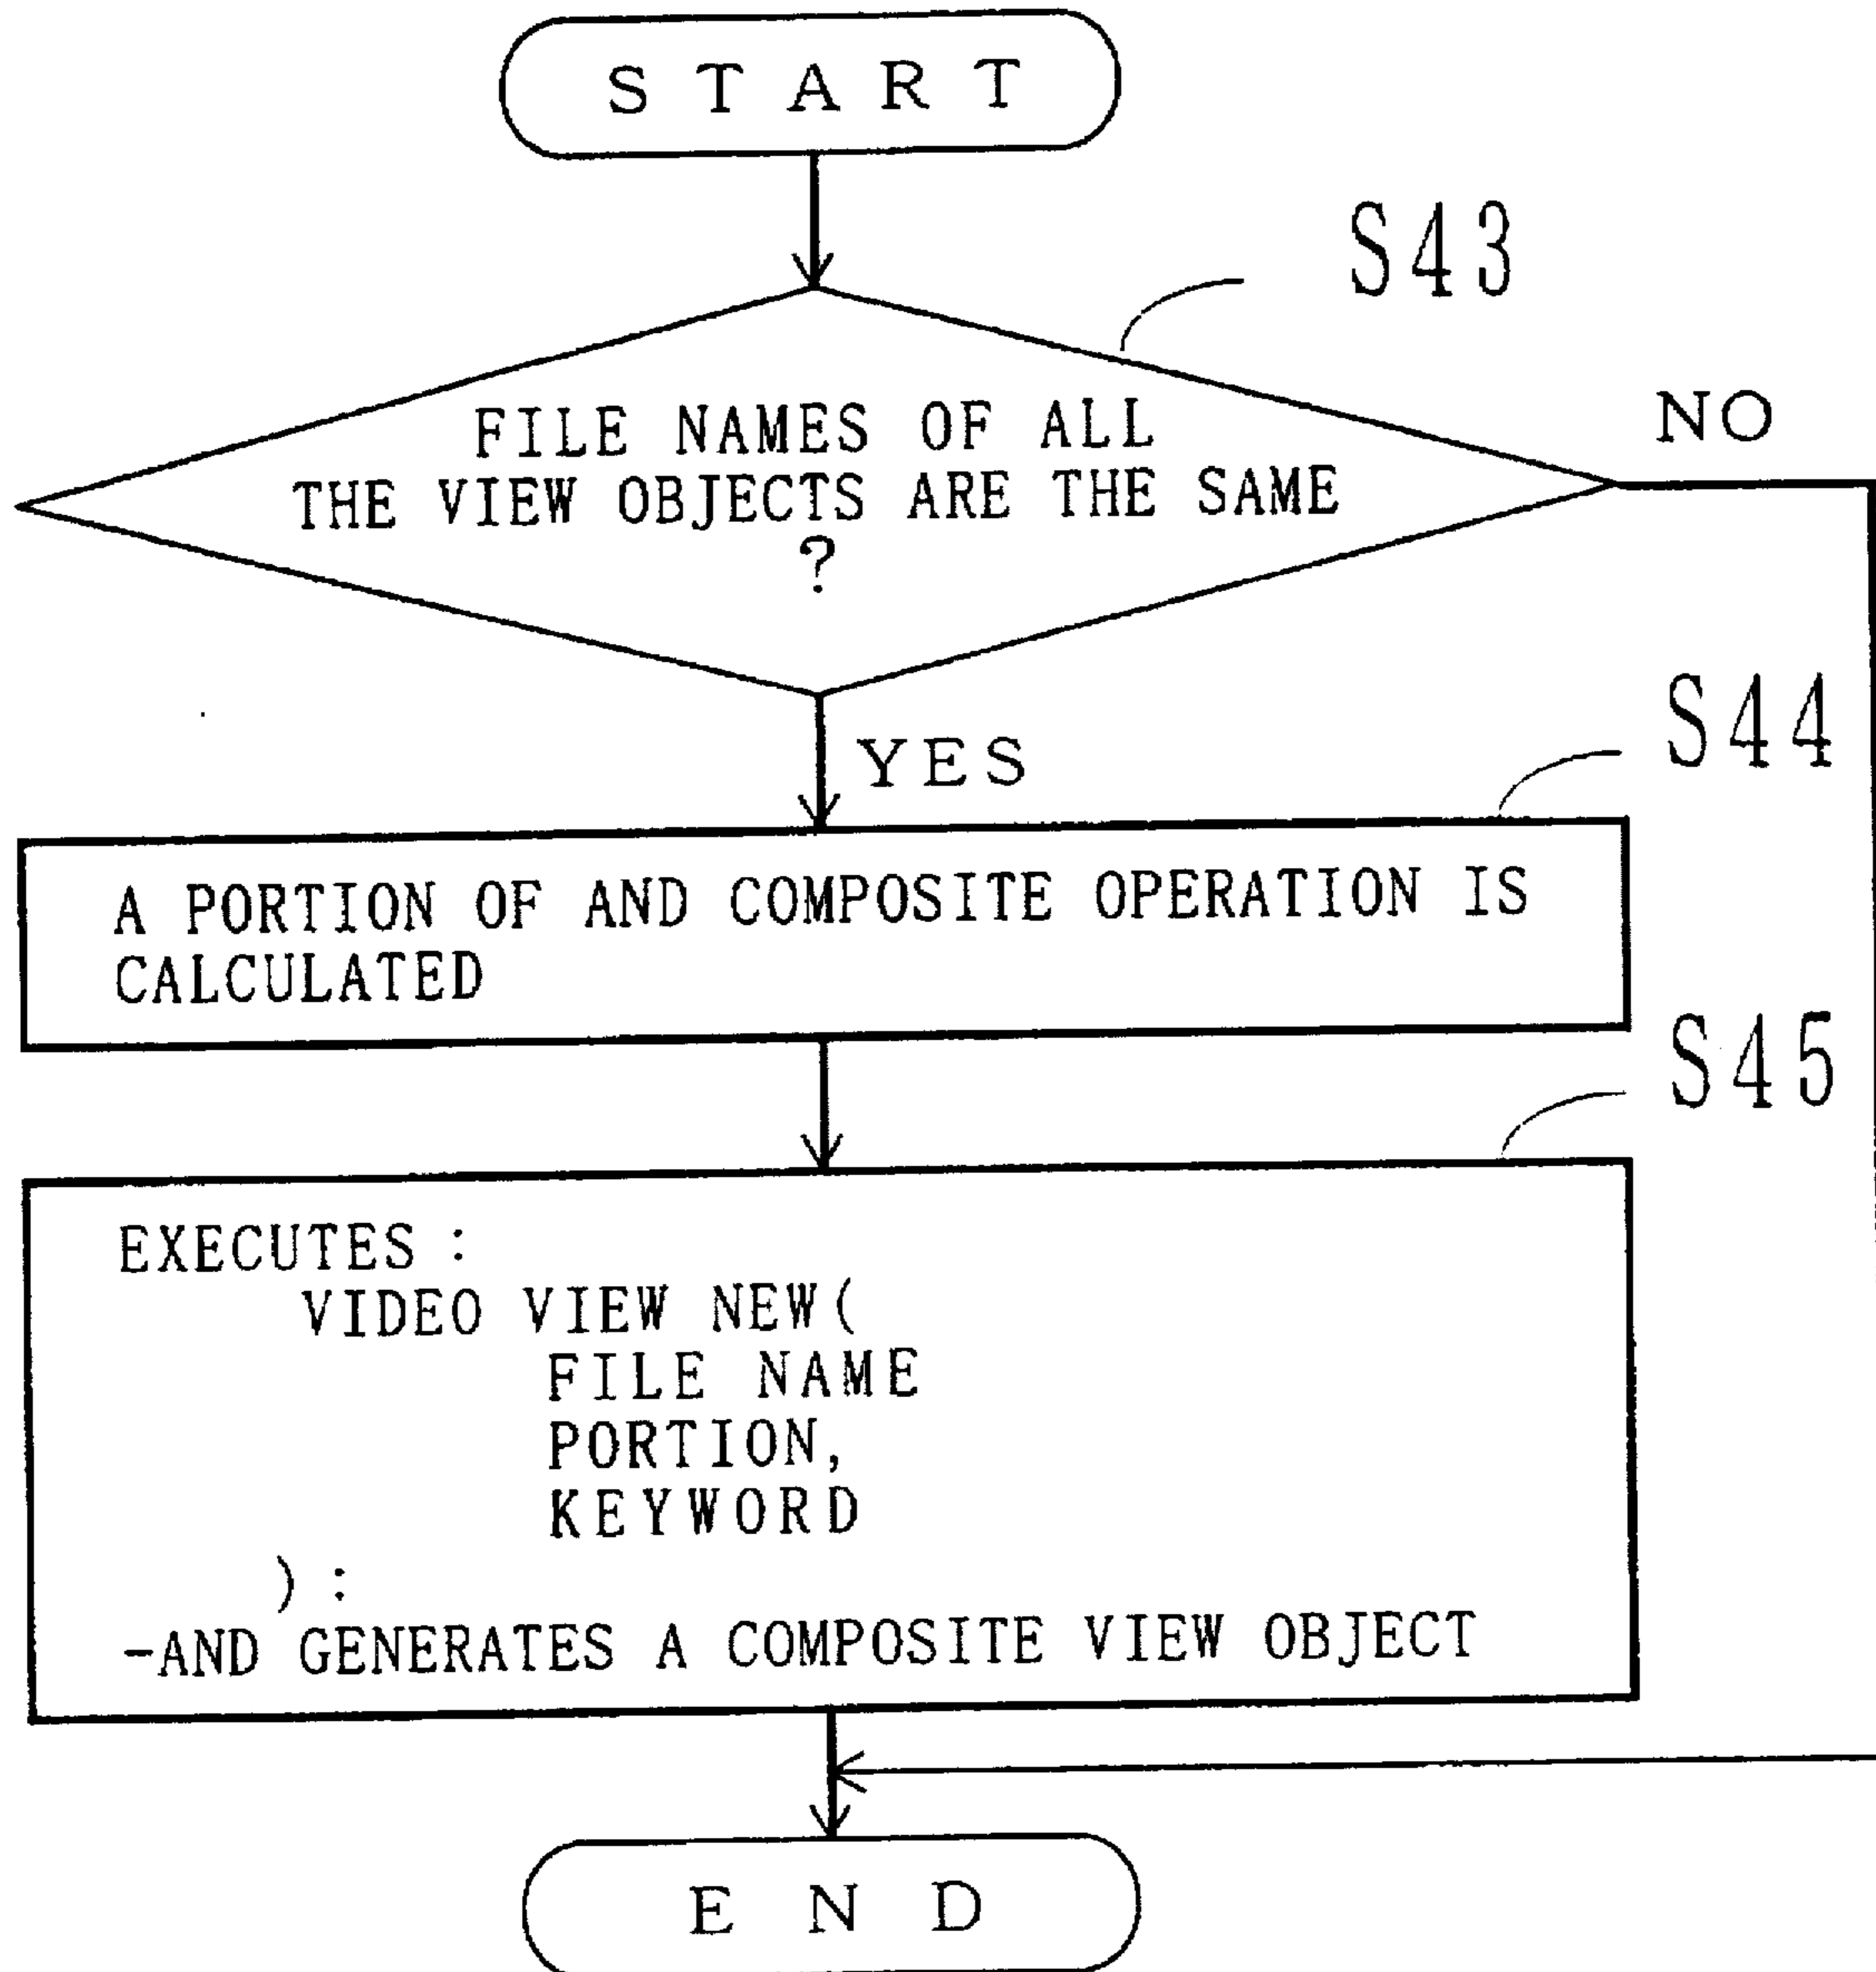 START
S43
FILE NAMES OF ALL
THE VIEW OBJECTS ARE THE SAME
?
NO
YES
S44
A PORTION OF AND COMPOSITE OPERATION IS
CALCULATED
S45
EXECUTES :
VIDEO VIEW NEW(
FILE NAME
PORTION,
KEYWORD
) :
-AND GENERATES A COMPOSITE VIEW OBJECT
END